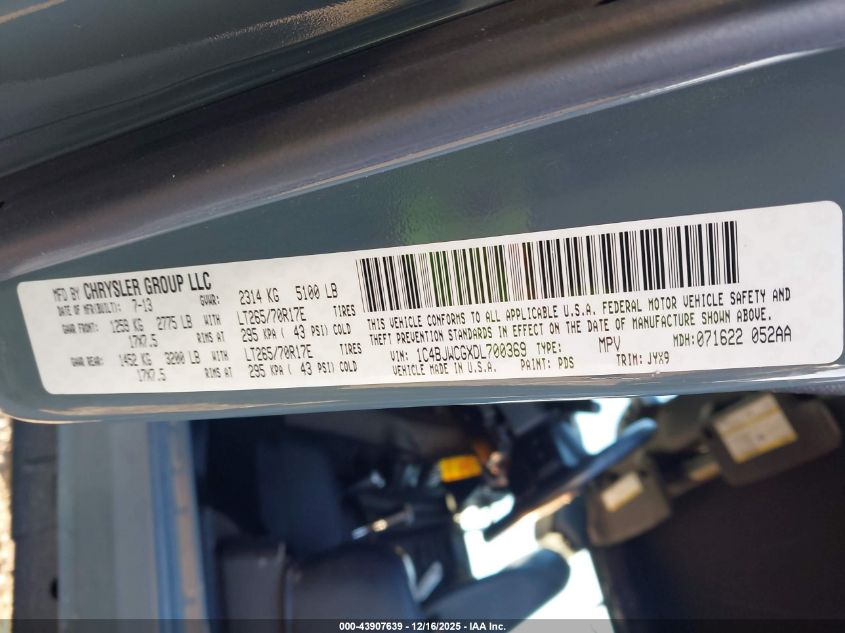 MFD BY CHRYSLER GROUP LLC
DATE OF MFR(BUILT): 7-13 GVWR: 2314 KG 5100 LB
GAWR FRONT: 1259 KG 2775 LB WITH LT265/70R17E TIRES
17X7.5 RIMS AT 295 KPA ( 43 PSI) COLD
GAWR REAR: 1452 KG 3200 LB WITH LT265/70R17E TIRES
17X7.5 RIMS AT 295 KPA ( 43 PSI) COLD
THIS VEHICLE CONFORMS TO ALL APPLICABLE U.S.A. FEDERAL MOTOR VEHICLE SAFETY AND
THEFT PREVENTION STANDARDS IN EFFECT ON THE DATE OF MANUFACTURE SHOWN ABOVE.
VIN: 1C4BJWCGXDL700369 TYPE: MPV MDH: 071622 052AA
VEHICLE MADE IN U.S.A. PAINT: PDS TRIM: JYX9
000-43907639 - 12/16/2025 - IAA Inc.